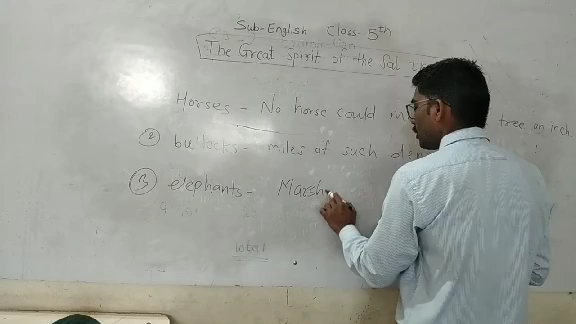 Sub-English Class-5th
The Great Spirit of the Sal
Horses - No horse could tree an inch
② bullocks - miles of such
③ elephants - Marsh
total